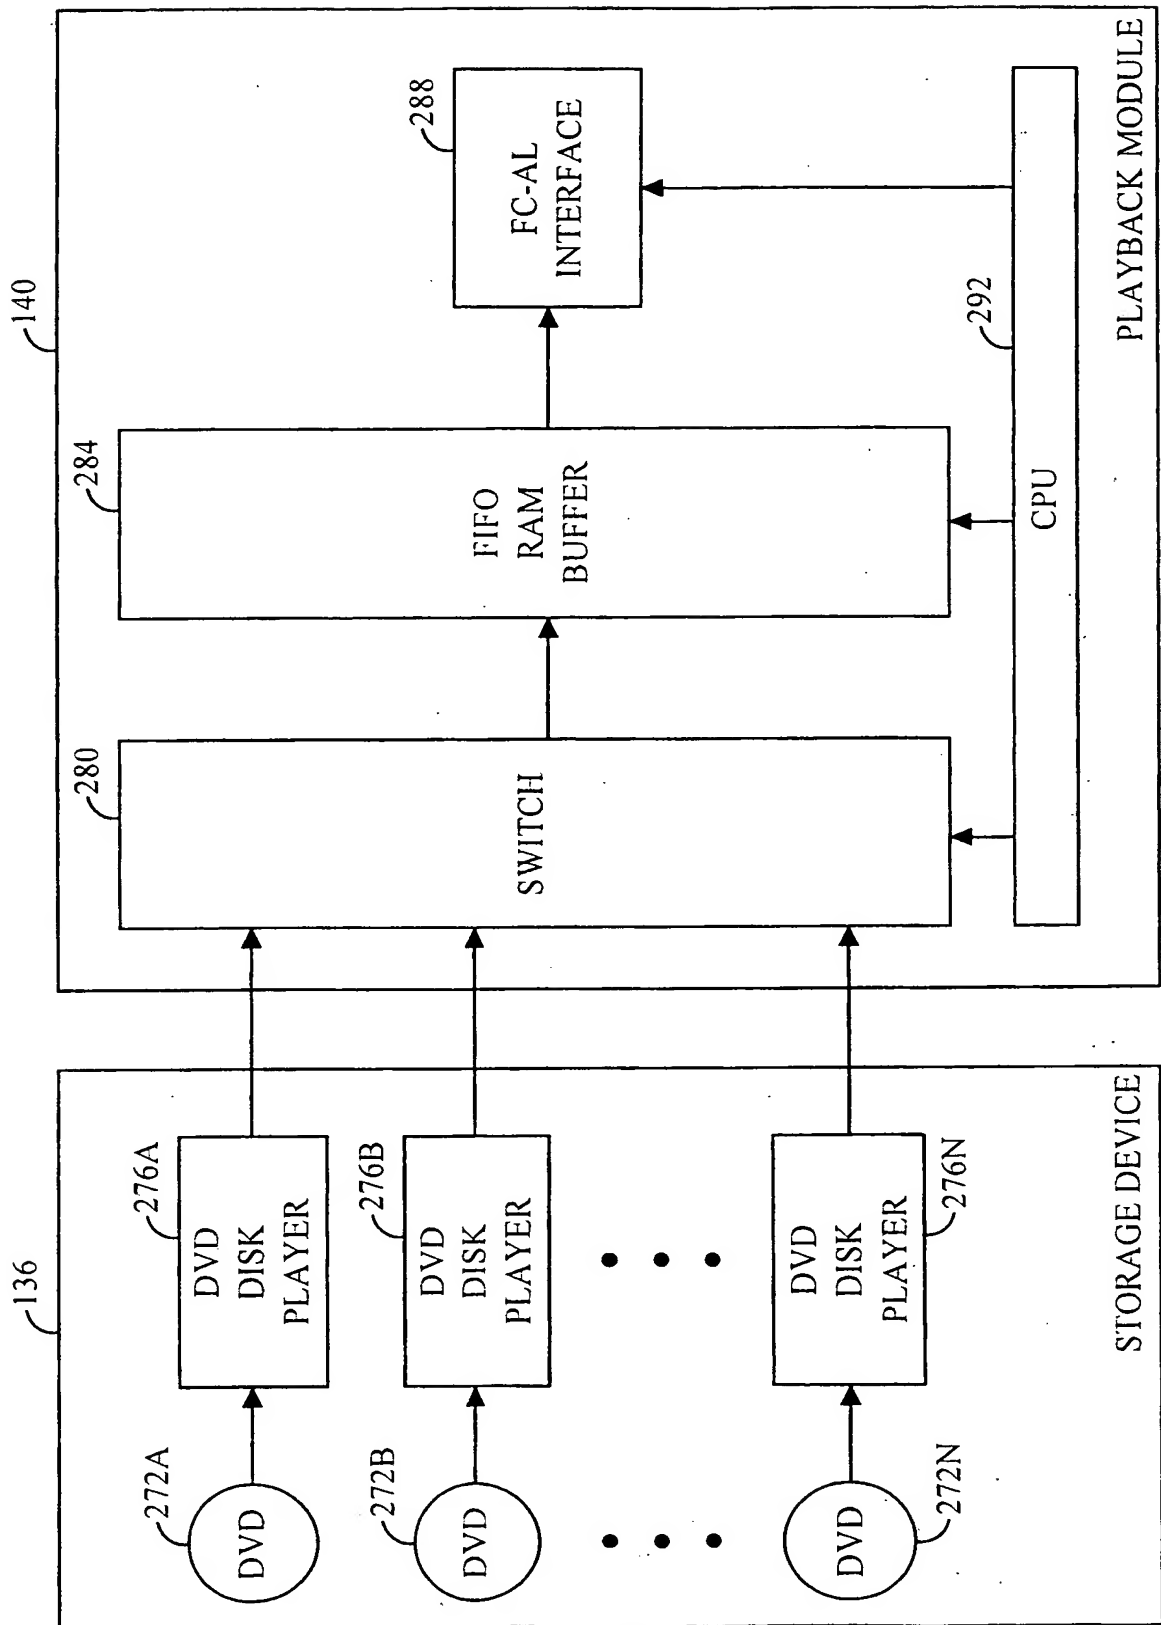 136
272A
DVD
276A
DVD
DISK
PLAYER
272B
DVD
276B
DVD
DISK
PLAYER
272N
DVD
276N
DVD
DISK
PLAYER
STORAGE DEVICE
140
280
SWITCH
284
FIFO
RAM
BUFFER
288
FC-AL
INTERFACE
292
CPU
PLAYBACK MODULE